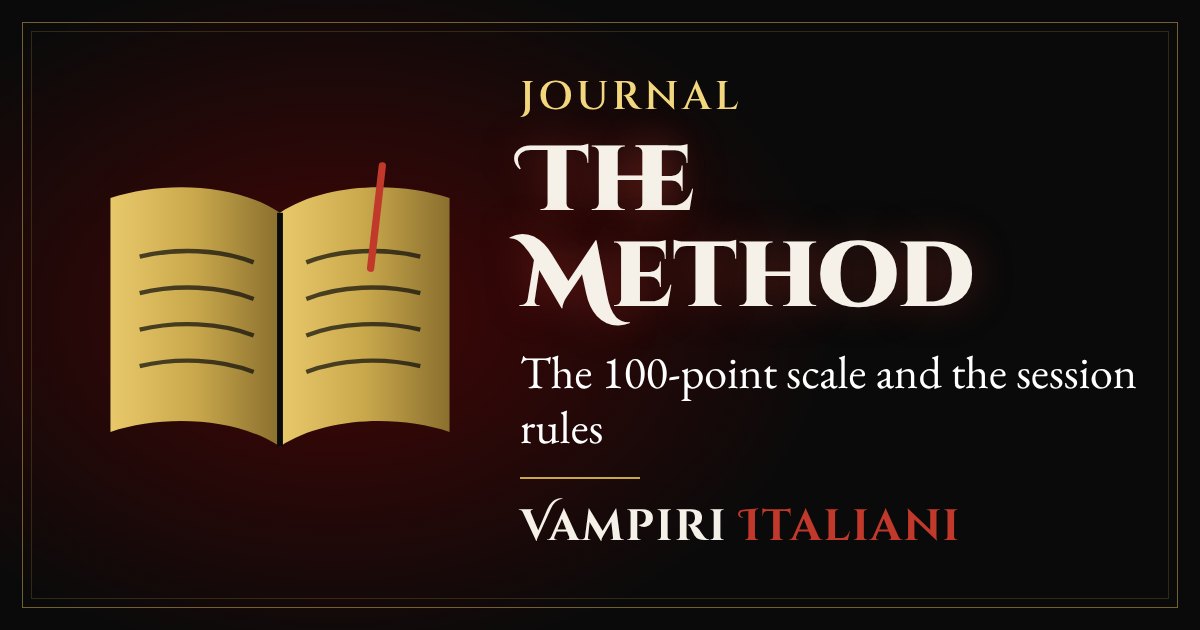 JOURNAL
THE
METHOD
The 100-point scale and the session
rules
VAMPIRI ITALIANI